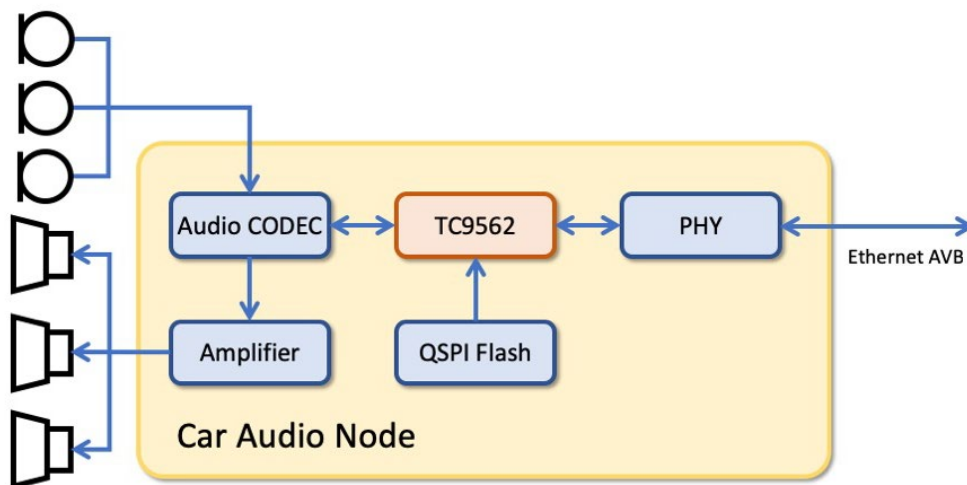 Audio CODEC
TC9562
PHY
Ethernet AVB
Amplifier
QSPI Flash
Car Audio Node